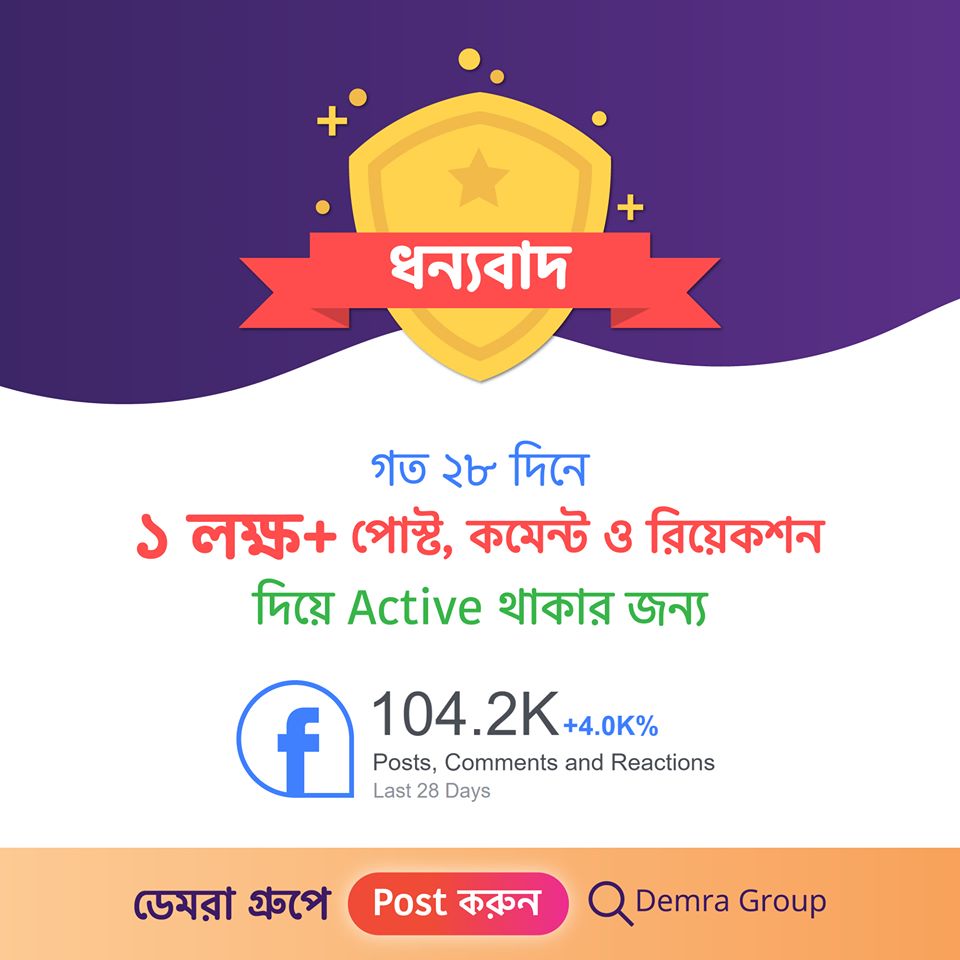 ধন্যবাদ
গত ২৮ দিনে
১ লক্ষ+ পোস্ট, কমেন্ট ও রিয়েকশন
দিয়ে Active থাকার জন্য
104.2K +4.0K%
Posts, Comments and Reactions
Last 28 Days
ডেমরা গ্রুপে Post করুন Demra Group